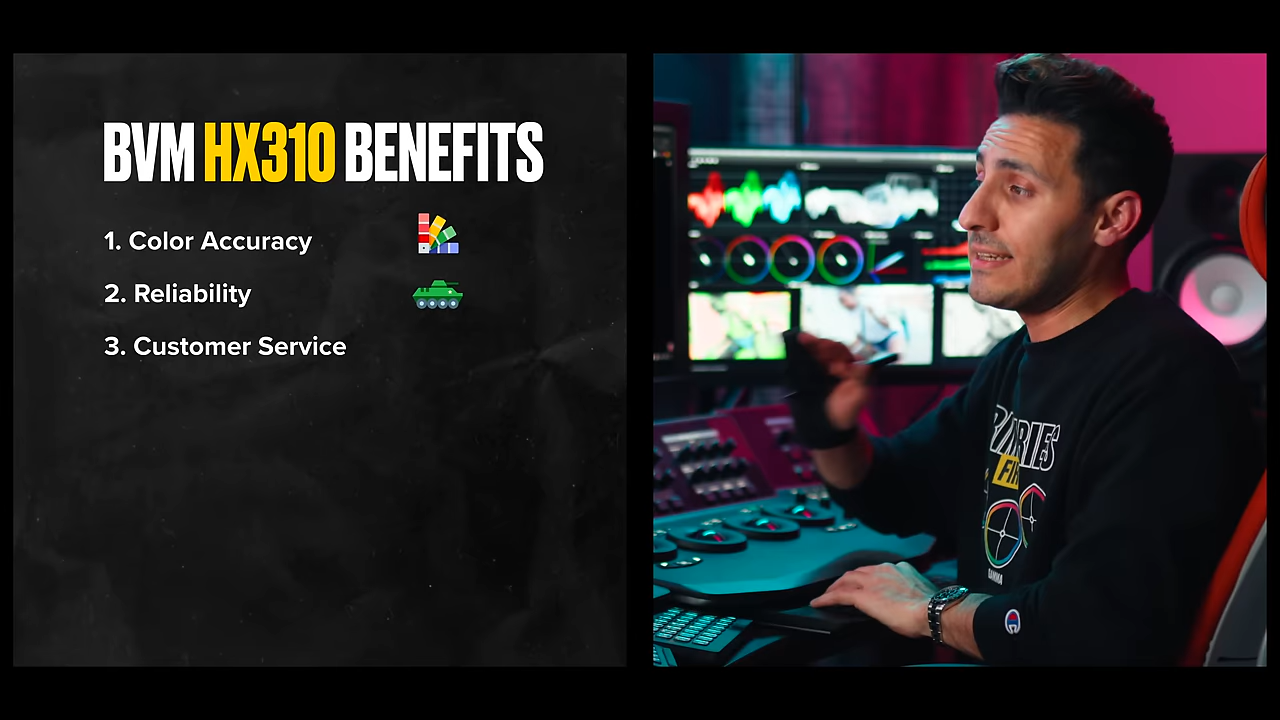 BVM HX310 BENEFITS
1. Color Accuracy
2. Reliability
3. Customer Service